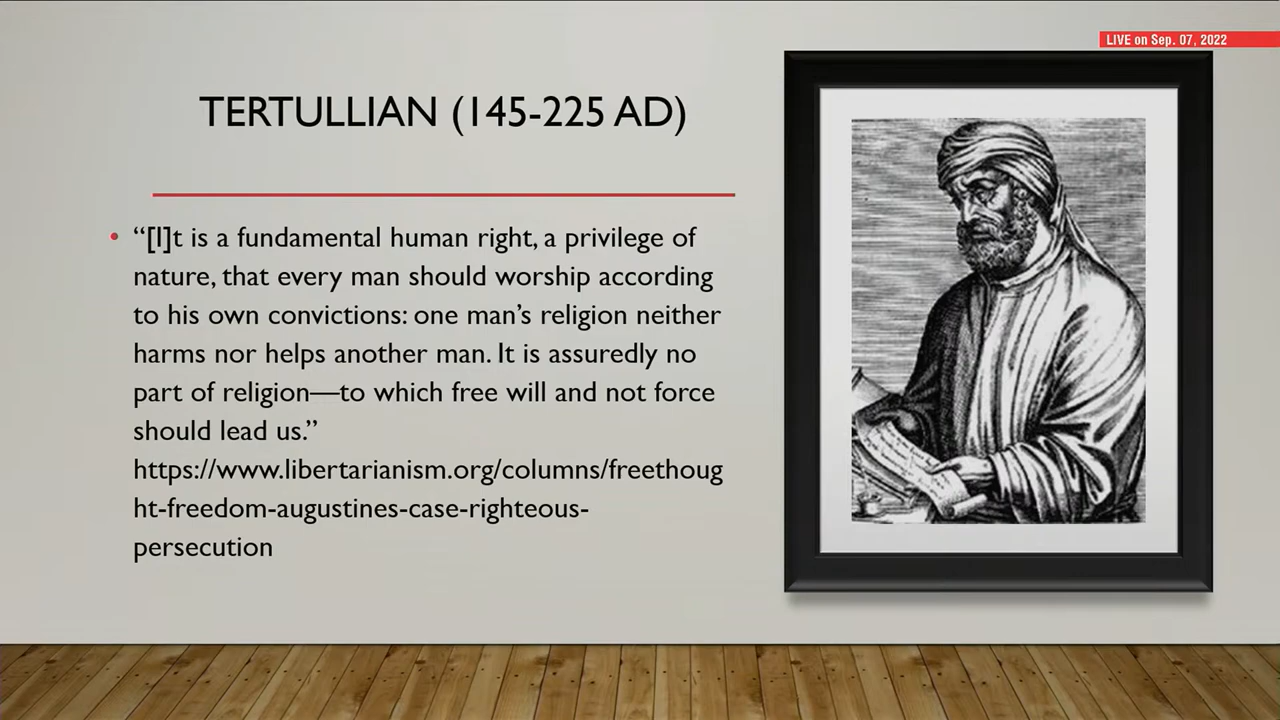 LIVE on Sep. 07, 2022
TERTULLIAN (145-225 AD)
• “[I]t is a fundamental human right, a privilege of
nature, that every man should worship according
to his own convictions: one man’s religion neither
harms nor helps another man. It is assuredly no
part of religion—to which free will and not force
should lead us.”
https://www.libertarianism.org/columns/freethoug
ht-freedom-augustines-case-righteous-
persecution